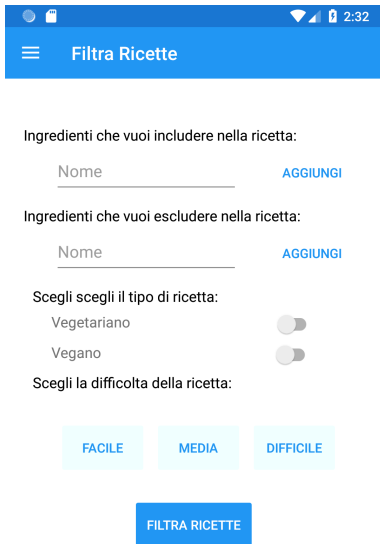 2:32
Filtra Ricette
Ingredienti che vuoi includere nella ricetta:
Nome AGGIUNGI
Ingredienti che vuoi escludere nella ricetta:
Nome AGGIUNGI
Scegli scegli il tipo di ricetta:
Vegetariano
Vegano
Scegli la difficolta della ricetta:
FACILE MEDIA DIFFICILE
FILTRA RICETTE